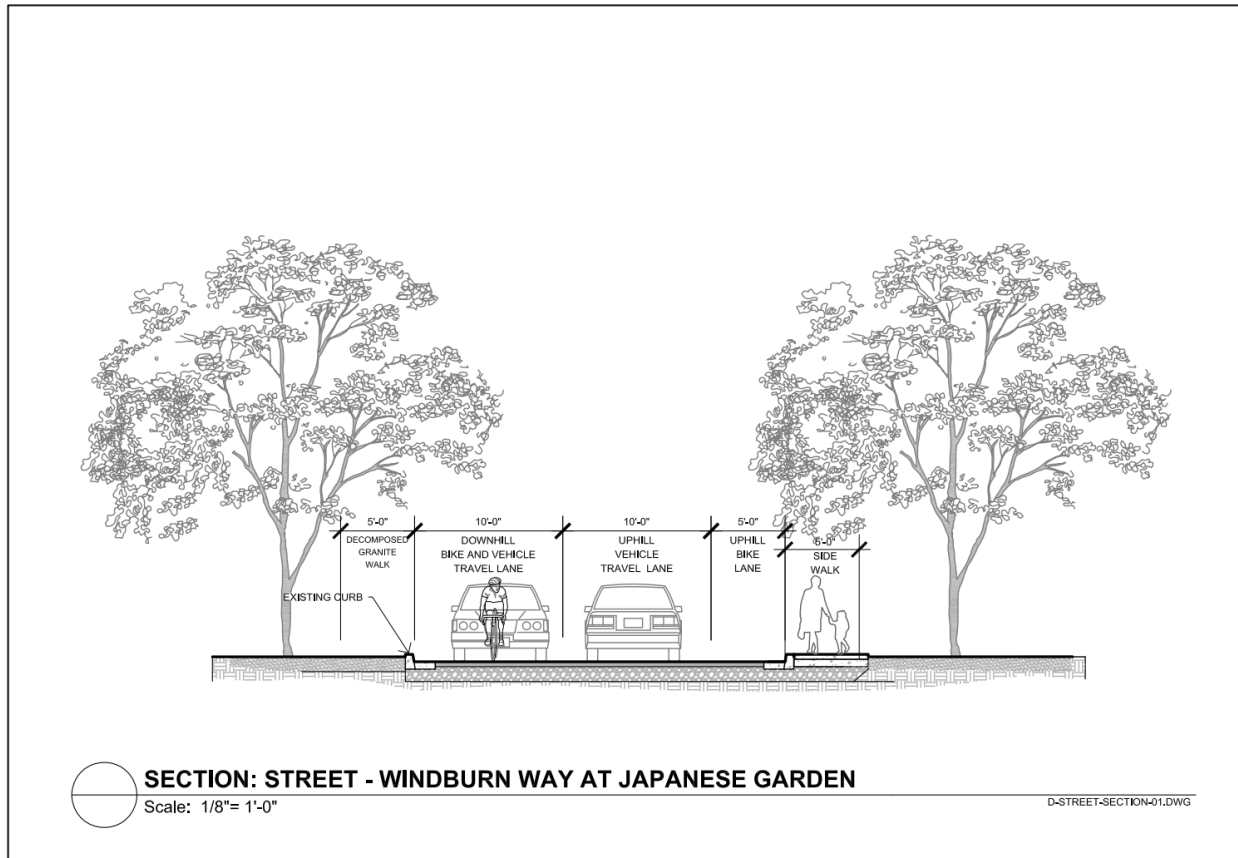 5'-0"
DECOMPOSED
GRANITE
WALK
10'-0"
DOWNHILL
BIKE AND VEHICLE
TRAVEL LANE
10'-0"
UPHILL
VEHICLE
TRAVEL LANE
5'-0"
UPHILL
BIKE
LANE
5'-0"
SIDE
WALK
EXISTING CURB
SECTION: STREET - WINDBURN WAY AT JAPANESE GARDEN
Scale: 1/8"= 1'-0"
D-STREET-SECTION-01.DWG